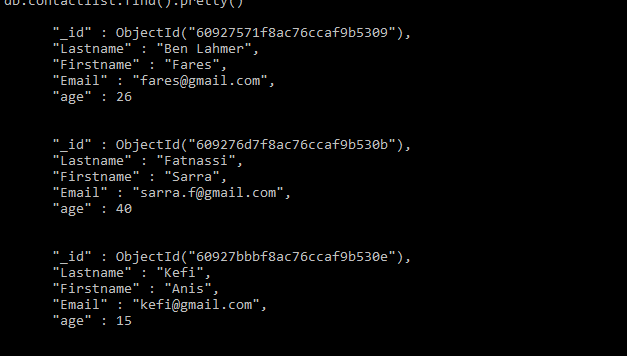 db.contactlist.find().pretty()
"_id" : ObjectId("60927571f8ac76ccaf9b5309"),
"Lastname" : "Ben Lahmer",
"Firstname" : "Fares",
"Email" : "fares@gmail.com",
"age" : 26
"_id" : ObjectId("609276d7f8ac76ccaf9b530b"),
"Lastname" : "Fatnassi",
"Firstname" : "Sarra",
"Email" : "sarra.f@gmail.com",
"age" : 40
"_id" : ObjectId("60927bbbf8ac76ccaf9b530e"),
"Lastname" : "Kefi",
"Firstname" : "Anis",
"Email" : "kefi@gmail.com",
"age" : 15